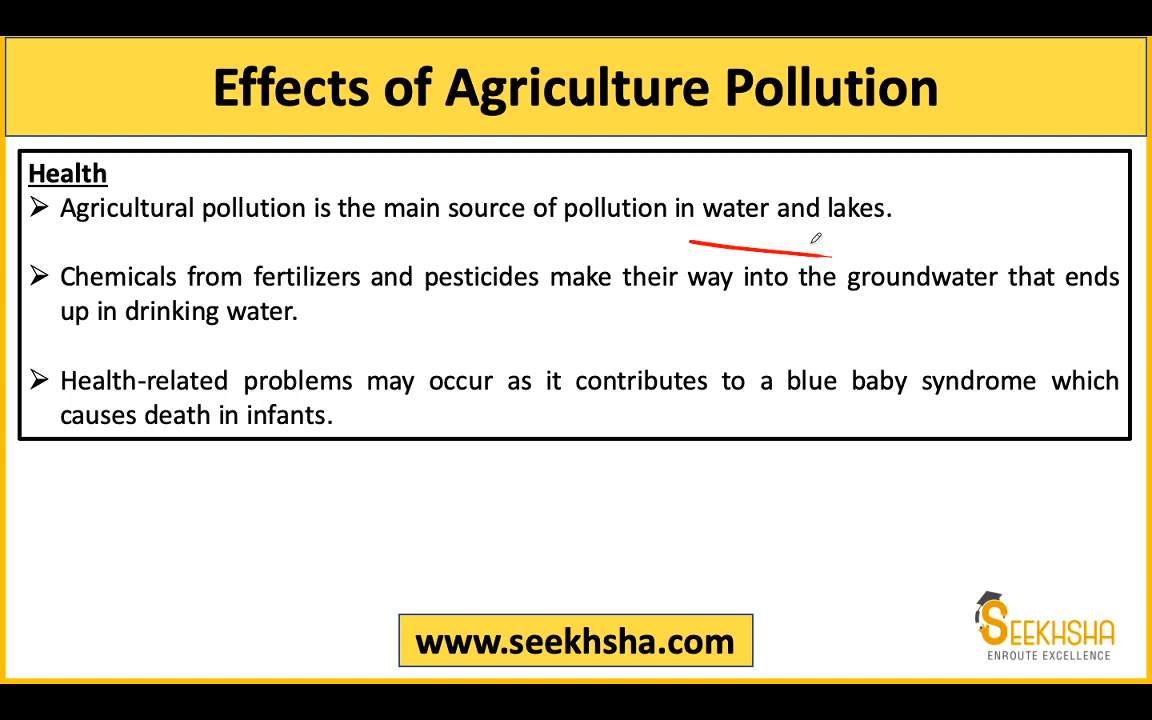 Effects of Agriculture Pollution
Health
➢ Agricultural pollution is the main source of pollution in water and lakes.
➢ Chemicals from fertilizers and pesticides make their way into the groundwater that ends
up in drinking water.
➢ Health-related problems may occur as it contributes to a blue baby syndrome which
causes death in infants.
www.seekhsha.com
SEEKHSHA
ENROUTE EXCELLENCE